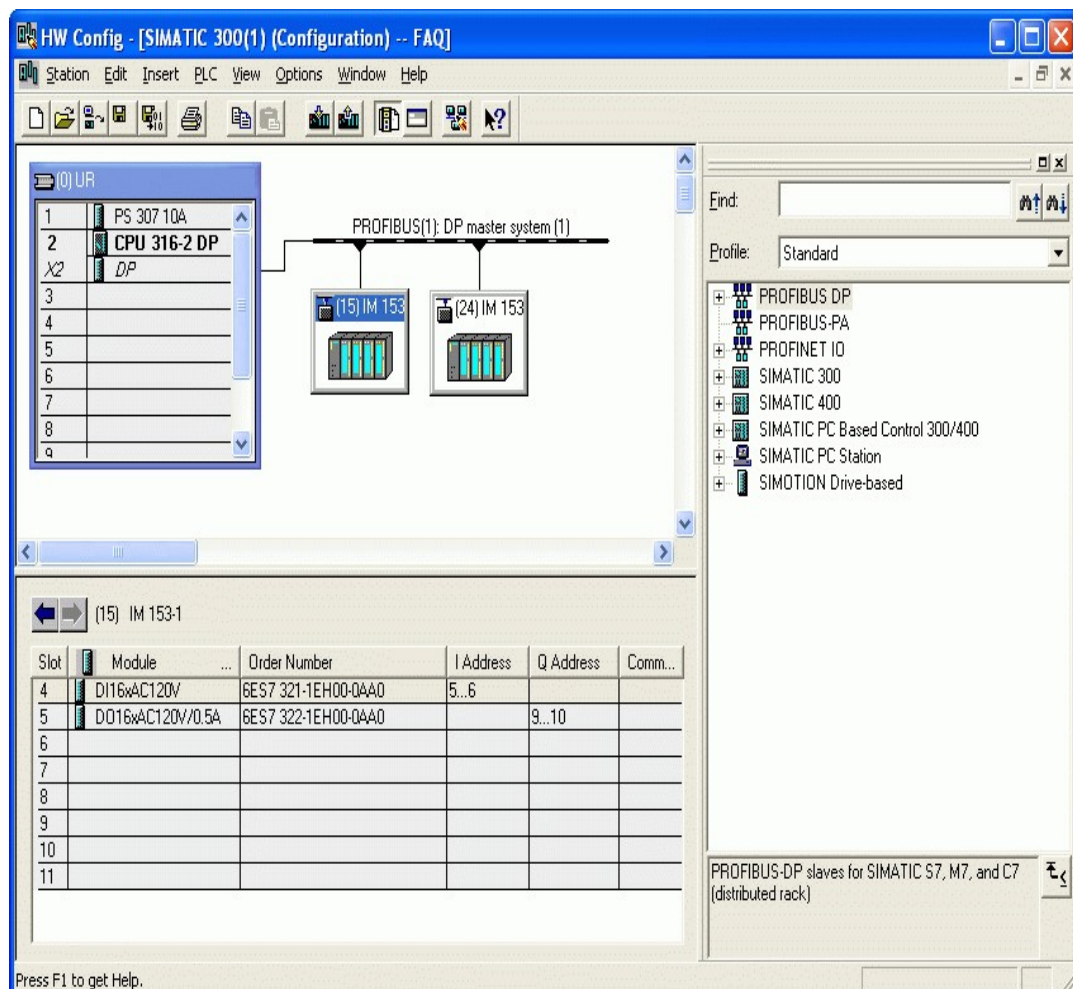 HW Config - [SIMATIC 300(1) (Configuration) -- FAQ]
Station Edit Insert PLC View Options Window Help
(0) UR
1 PS 307 10A
2 CPU 316-2 DP
X2 DP
3
4
5
6
7
8
9
PROFIBUS(1): DP master system (1)
(15) IM 153
(24) IM 153
Find:
Profile: Standard
PROFIBUS DP
PROFIBUS-PA
PROFINET IO
SIMATIC 300
SIMATIC 400
SIMATIC PC Based Control 300/400
SIMATIC PC Station
SIMOTION Drive-based
(15) IM 153-1
Slot Module ... Order Number I Address Q Address Comm...
4 DI16xAC120V 6ES7 321-1EH00-0AA0 5...6
5 DO16xAC120V/0.5A 6ES7 322-1EH00-0AA0 9...10
6
7
8
9
10
11
PROFIBUS-DP slaves for SIMATIC S7, M7, and C7
(distributed rack)
Press F1 to get Help.